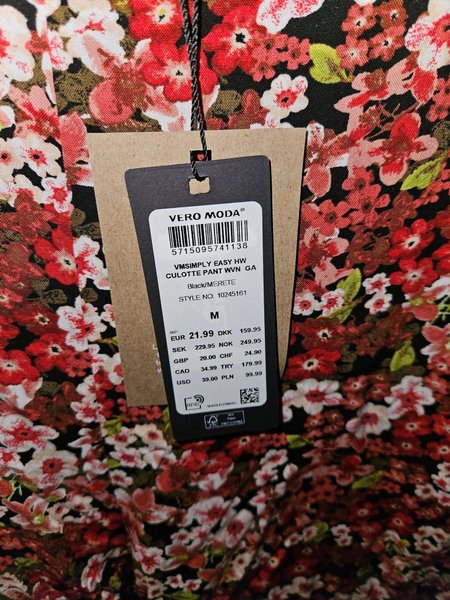 VERO MODA®
5715095741138
VMSIMPLY EASY HW
CULOTTE PANT WVN GA
Black/MERIETE
STYLE NO. 10245161
M
EUR 21.99 DKK 159.95
SEK 229.95 NOK 249.95
GBP 20.00 CHF 24.90
CAD 34.99 TRY 179.99
USD 39.00 PLN 99.99
FSC